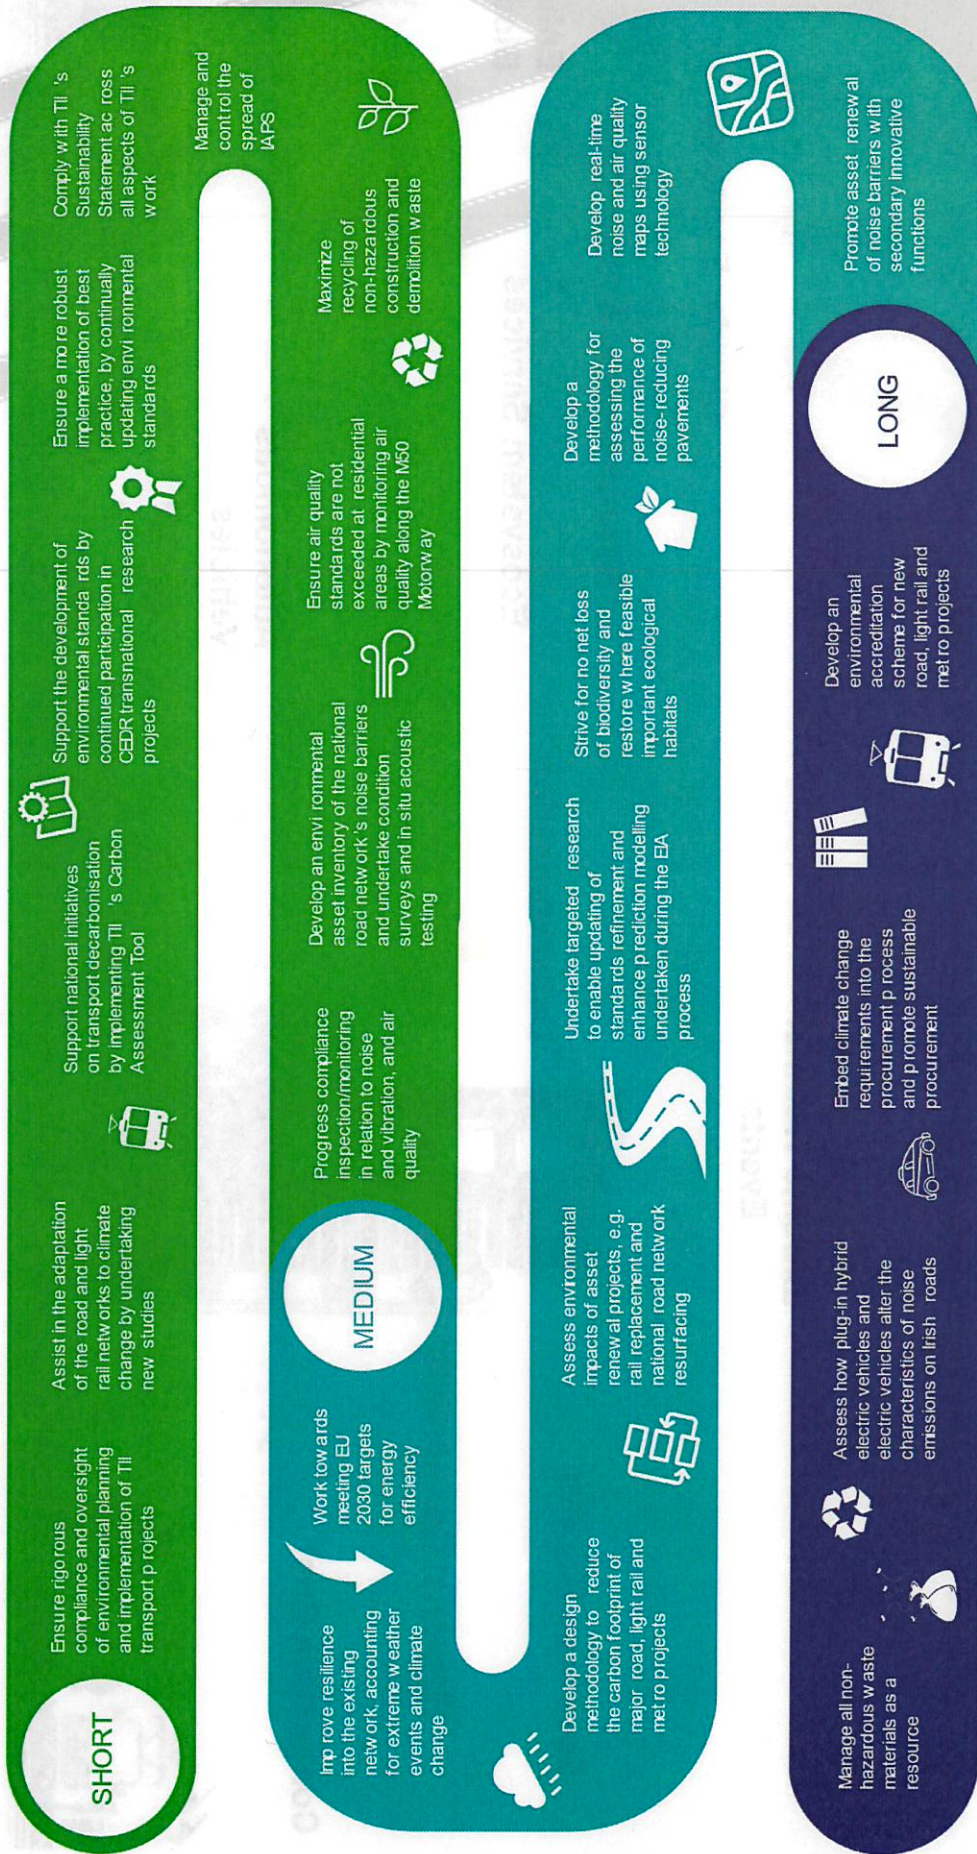 SHORT
Ensure rigorous
compliance and oversight
of environmental planning
and implementation of TII
transport projects
Assist in the adaptation
of the road and light
rail networks to climate
change by undertaking
new studies
Support national initiatives
on transport decarbonisation
by implementing TII 's Carbon
Assessment Tool
Support the development of
environmental standards by
continued participation in
CEDR transnational research
projects
Ensure a more robust
implementation of best
practice, by continually
updating environmental
standards
Comply with TII 's
Sustainability
Statement across
all aspects of TII 's
work
Manage and
control the
spread of
IAPS
Maximize
recycling of
non-hazardous
construction and
demolition waste
Ensure air quality
standards are not
exceeded at residential
areas by monitoring air
quality along the M50
Motorway
Develop an environmental
asset inventory of the national
road network's noise barriers
and undertake condition
surveys and in situ acoustic
testing
Progress compliance
inspection/monitoring
in relation to noise
and vibration, and air
quality
MEDIUM
Work towards
meeting EU
2030 targets
for energy
efficiency
Improve resilience
into the existing
network, accounting
for extreme weather
events and climate
change
Develop a design
methodology to reduce
the carbon footprint of
major road, light rail and
metro projects
Assess environmental
impacts of asset
renewal projects, e.g.
rail replacement and
national road network
resurfacing
Undertake targeted research
to enable updating of
standards refinement and
enhance prediction modelling
undertaken during the EIA
process
Strive for no net loss
of biodiversity and
restore where feasible
important ecological
habitats
Develop a
methodology for
assessing the
performance of
noise-reducing
pavements
Develop real-time
noise and air quality
maps using sensor
technology
Promote asset renewal
of noise barriers with
secondary innovative
functions
LONG
Develop an
environmental
accreditation
scheme for new
road, light rail and
metro projects
Embed climate change
requirements into the
procurement process
and promote sustainable
procurement
Assess how plug-in hybrid
electric vehicles and
electric vehicles alter the
characteristics of noise
emissions on Irish roads
Manage all non-
hazardous waste
materials as a
resource